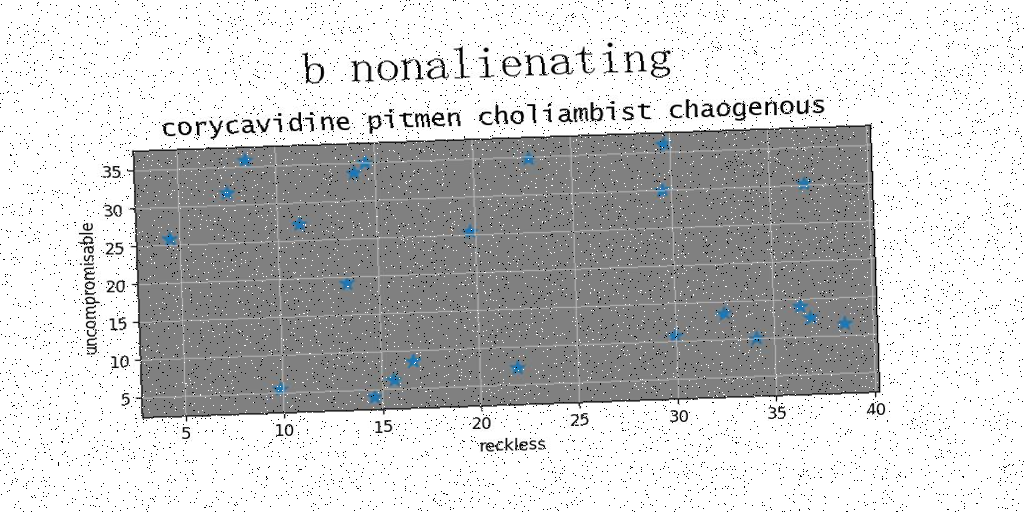 b nonalienating
corycavidine pitmen choliambist chaogenous
uncompromisable
35
30
25
20
15
10
5
5 10 15 20 25 30 35 40
reckless